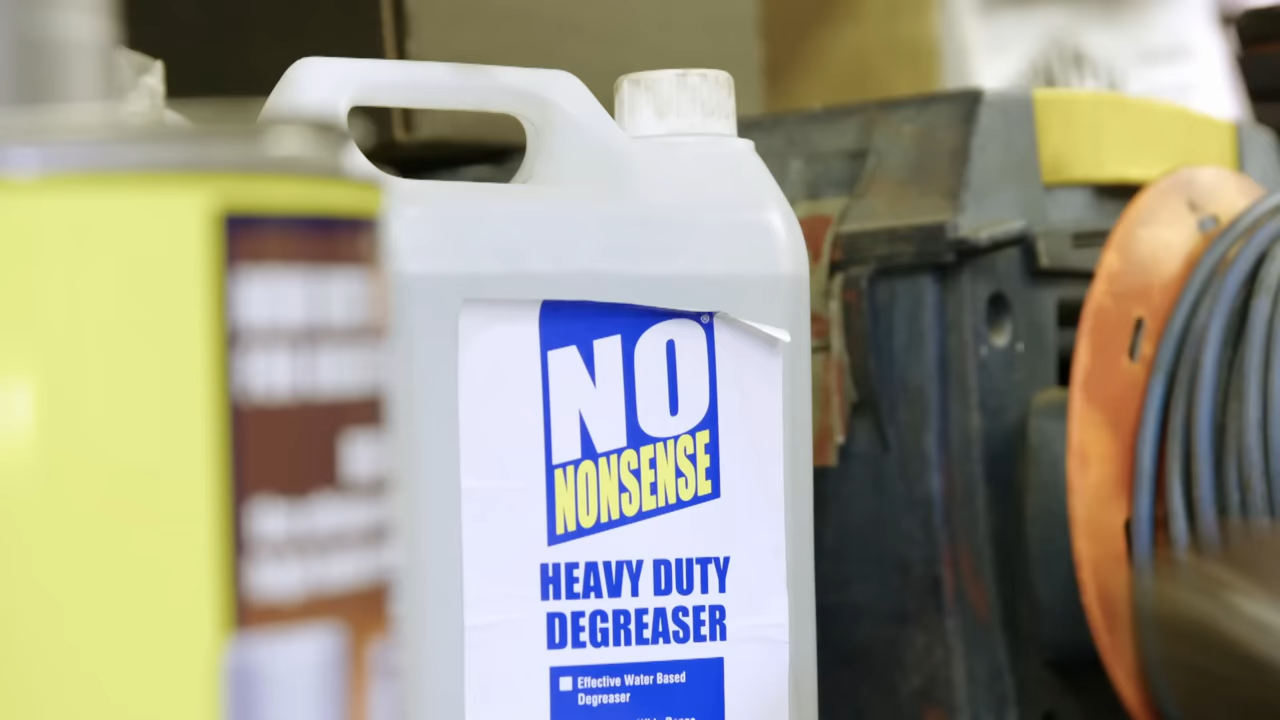 NO®
NONSENSE
HEAVY DUTY
DEGREASER
Effective Water Based
Degreaser